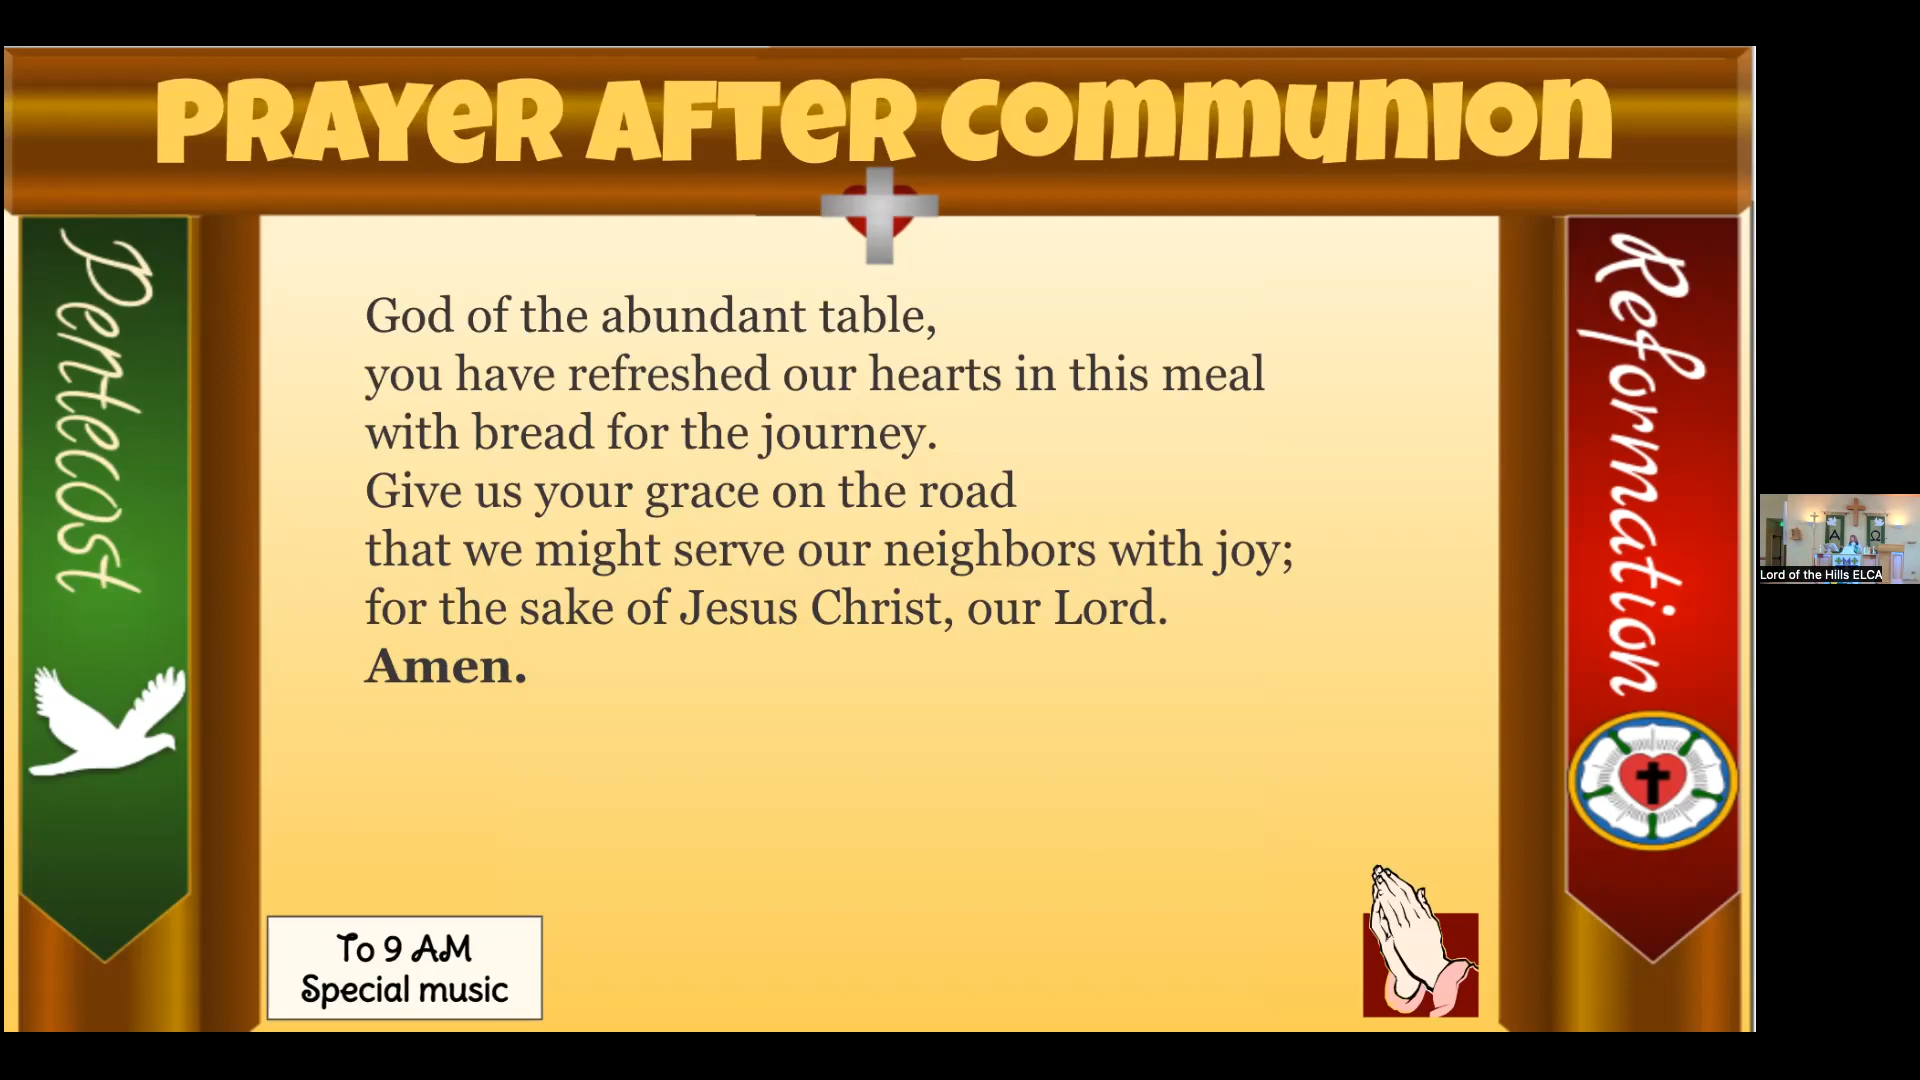 PRAYER AFTER COMMUNION
Pentecost
God of the abundant table,
you have refreshed our hearts in this meal
with bread for the journey.
Give us your grace on the road
that we might serve our neighbors with joy;
for the sake of Jesus Christ, our Lord.
Amen.
To 9 AM
Special music
Reformation
Α Ω
Lord of the Hills ELCA